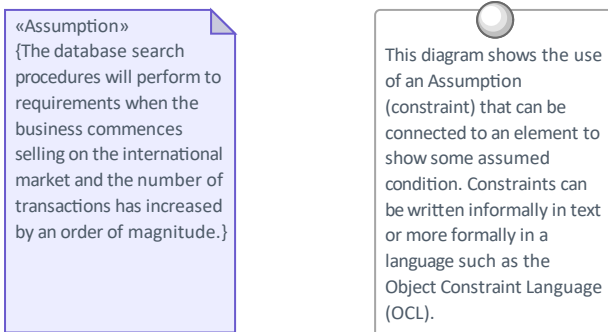 «Assumption»
{The database search
procedures will perform to
requirements when the
business commences
selling on the international
market and the number of
transactions has increased
by an order of magnitude.}
This diagram shows the use
of an Assumption
(constraint) that can be
connected to an element to
show some assumed
condition. Constraints can
be written informally in text
or more formally in a
language such as the
Object Constraint Language
(OCL).